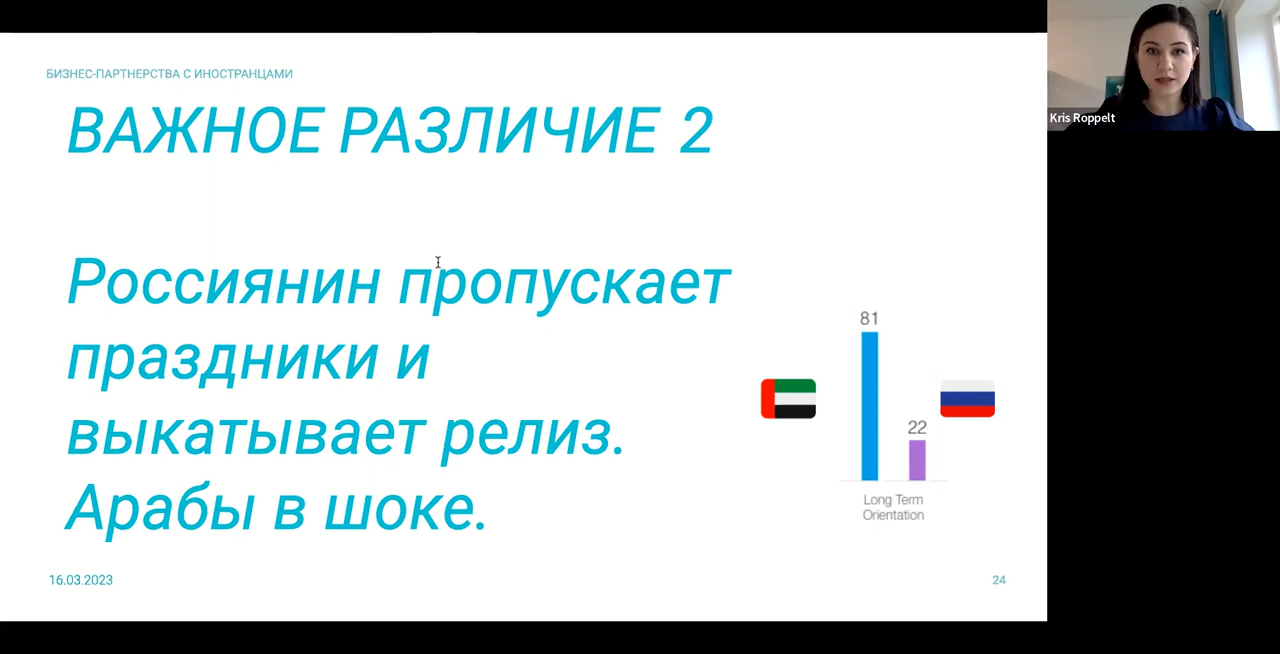 БИЗНЕС-ПАРТНЕРСТВА С ИНОСТРАНЦАМИ
ВАЖНОЕ РАЗЛИЧИЕ 2
Россиянин пропускает
праздники и
выкатывает релиз.
Арабы в шоке.
81
22
Long Term
Orientation
16.03.2023
24
Kris Roppelt